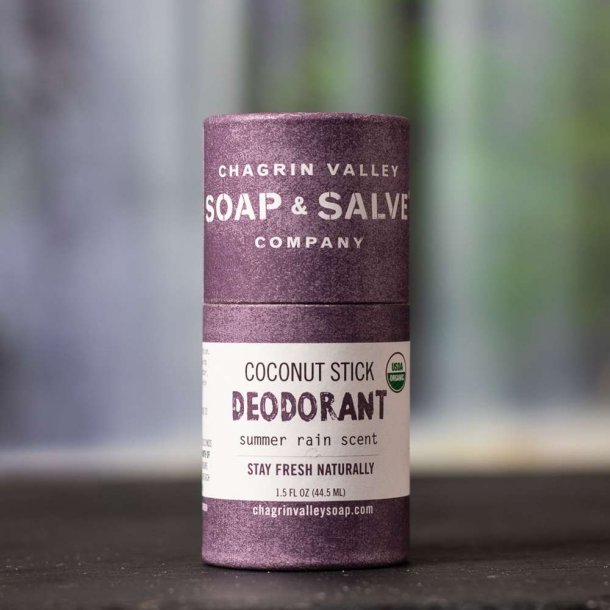 CHAGRIN VALLEY
SOAP & SALVE
COMPANY
COCONUT STICK
USDA
ORGANIC
DEODORANT
summer rain scent
STAY FRESH NATURALLY
1.5 FL OZ (44.5 ML)
chagrinvalleysoap.com